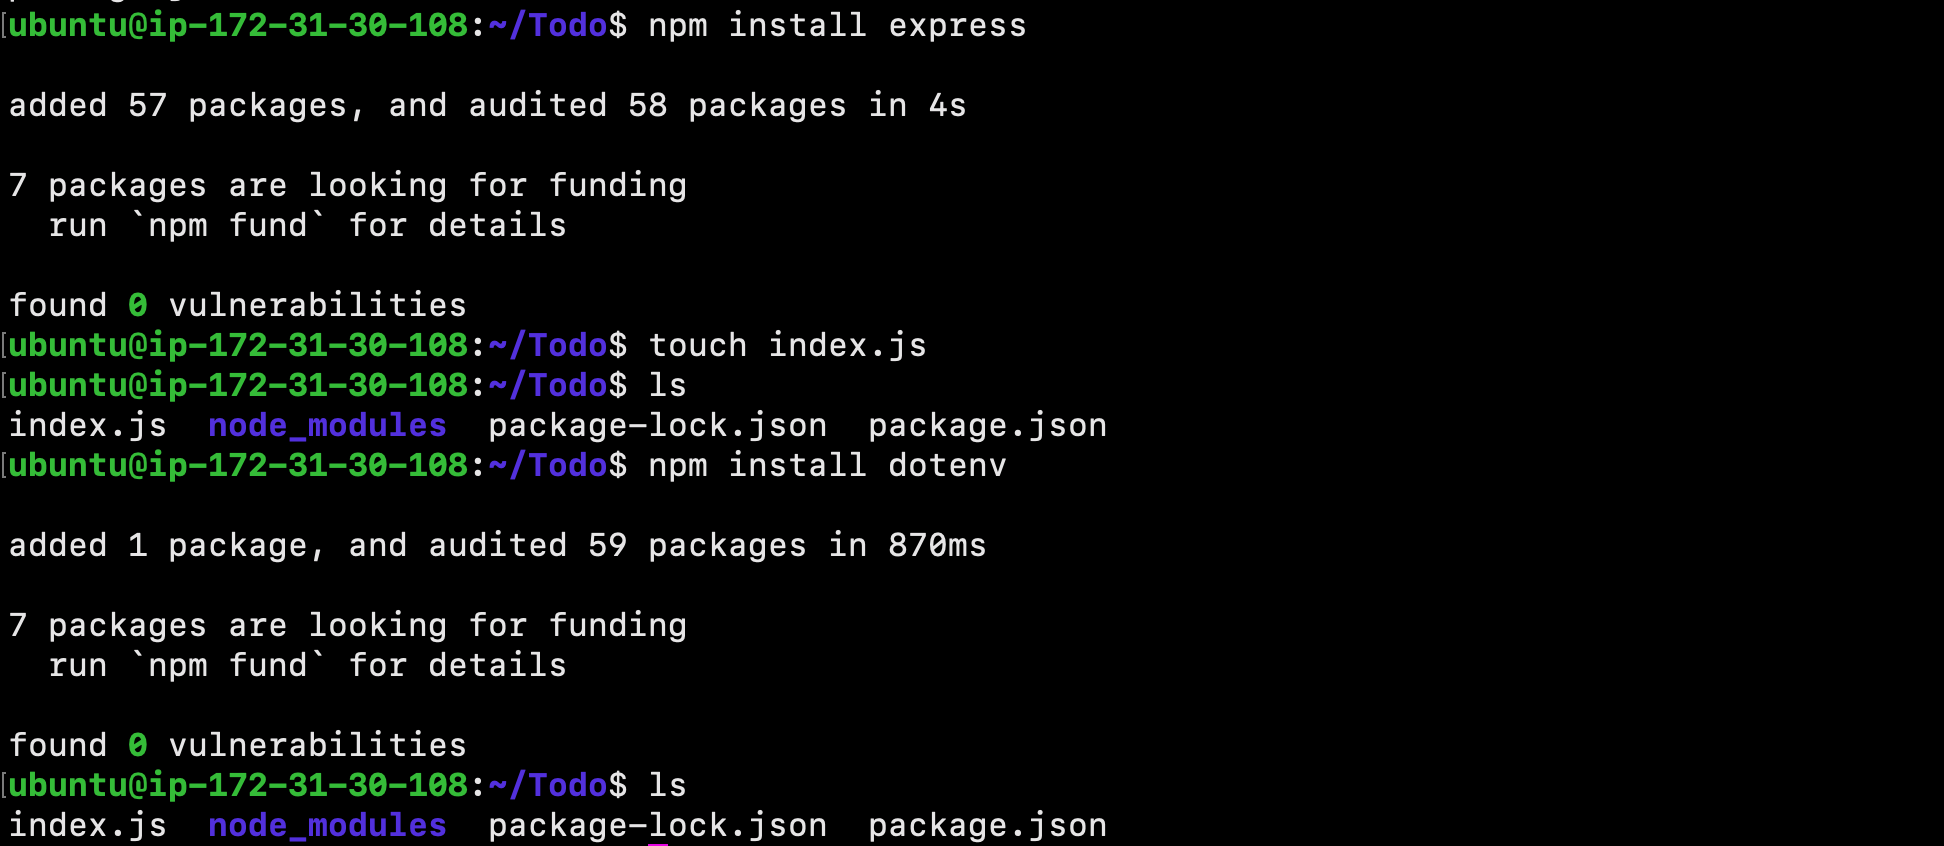 [ubuntu@ip-172-31-30-108:~/Todo$ npm install express
added 57 packages, and audited 58 packages in 4s
7 packages are looking for funding
  run `npm fund` for details
found 0 vulnerabilities
[ubuntu@ip-172-31-30-108:~/Todo$ touch index.js
[ubuntu@ip-172-31-30-108:~/Todo$ ls
index.js  node_modules  package-lock.json  package.json
[ubuntu@ip-172-31-30-108:~/Todo$ npm install dotenv
added 1 package, and audited 59 packages in 870ms
7 packages are looking for funding
  run `npm fund` for details
found 0 vulnerabilities
[ubuntu@ip-172-31-30-108:~/Todo$ ls
index.js  node_modules  package-lock.json  package.json